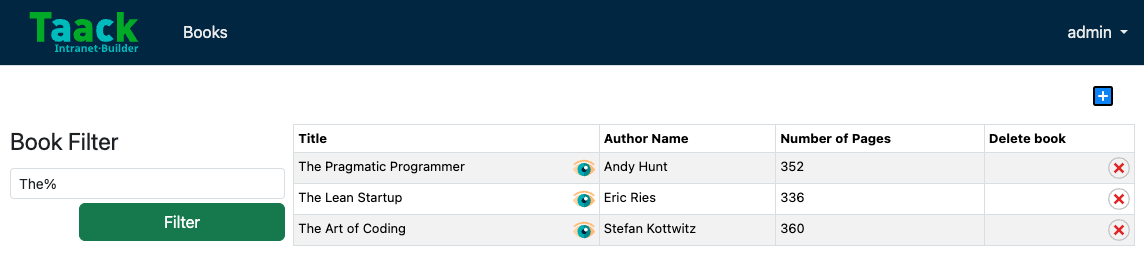 Taack
Intranet-Builder
Books
admin
Book Filter
The%
Filter
Title Author Name Number of Pages Delete book
The Pragmatic Programmer Andy Hunt 352
The Lean Startup Eric Ries 336
The Art of Coding Stefan Kottwitz 360